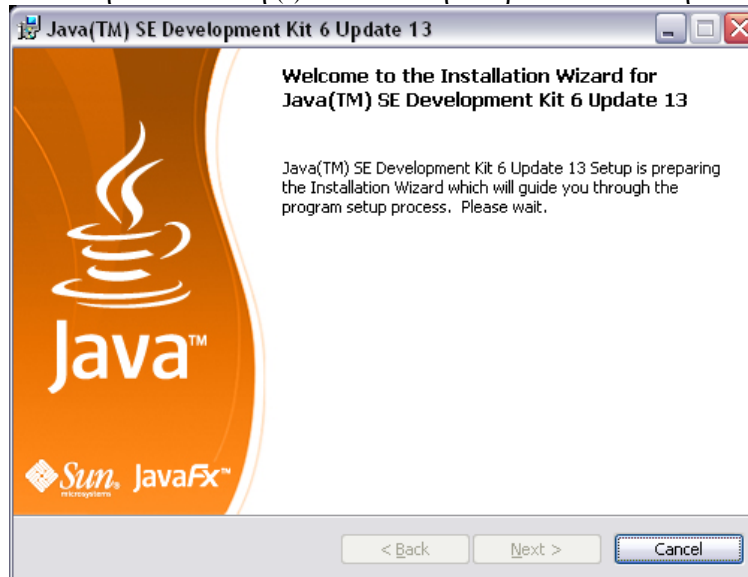 Java(TM) SE Development Kit 6 Update 13
Welcome to the Installation Wizard for
Java(TM) SE Development Kit 6 Update 13
Java(TM) SE Development Kit 6 Update 13 Setup is preparing
the Installation Wizard which will guide you through the
program setup process. Please wait.
Java™
Sun microsystems JavaFx™
< Back Next > Cancel